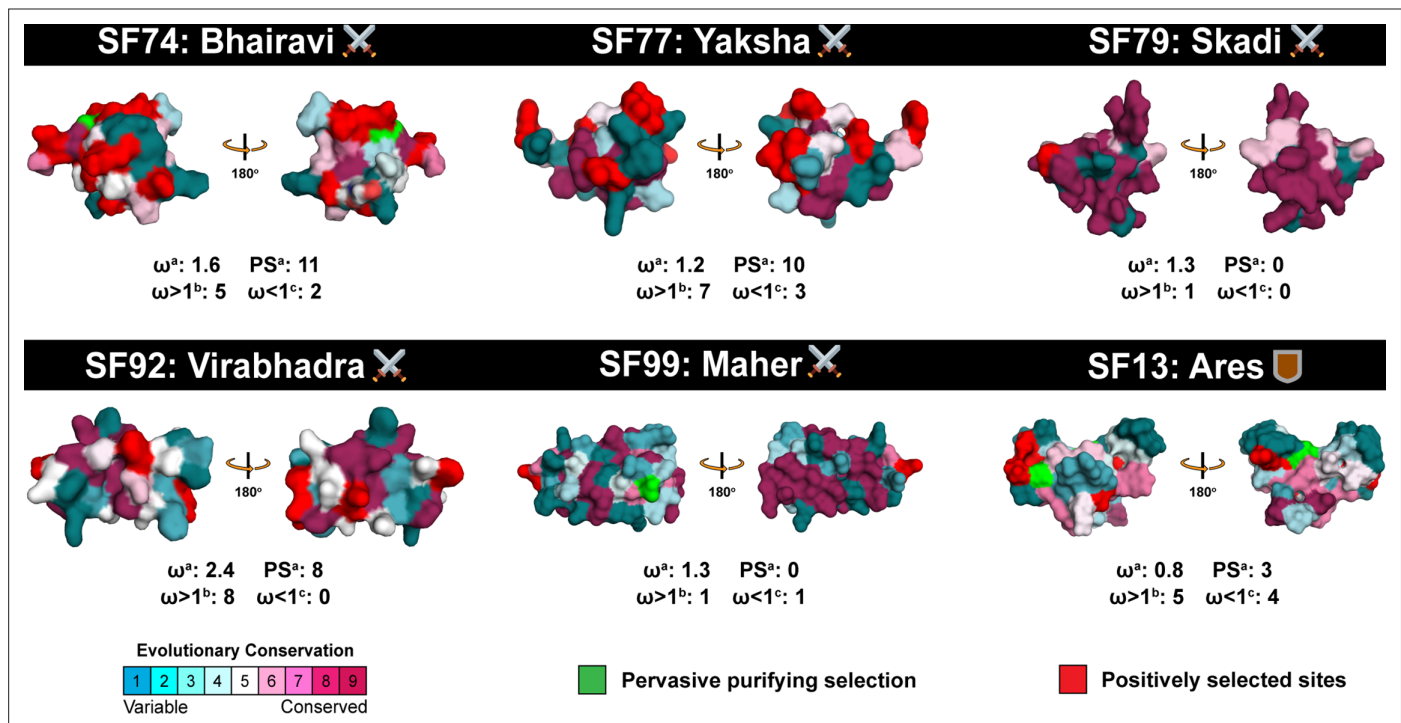 SF74: Bhairavi SF77: Yaksha SF79: Skadi
180° 180° 180°
ωᵃ: 1.6 PSᵃ: 11 ωᵃ: 1.2 PSᵃ: 10 ωᵃ: 1.3 PSᵃ: 0
ω>1ᵇ: 5 ω<1ᶜ: 2 ω>1ᵇ: 7 ω<1ᶜ: 3 ω>1ᵇ: 1 ω<1ᶜ: 0
SF92: Virabhadra SF99: Maher SF13: Ares
180° 180° 180°
ωᵃ: 2.4 PSᵃ: 8 ωᵃ: 1.3 PSᵃ: 0 ωᵃ: 0.8 PSᵃ: 3
ω>1ᵇ: 8 ω<1ᶜ: 0 ω>1ᵇ: 1 ω<1ᶜ: 1 ω>1ᵇ: 5 ω<1ᶜ: 4
Evolutionary Conservation
1 2 3 4 5 6 7 8 9 Pervasive purifying selection Positively selected sites
Variable Conserved